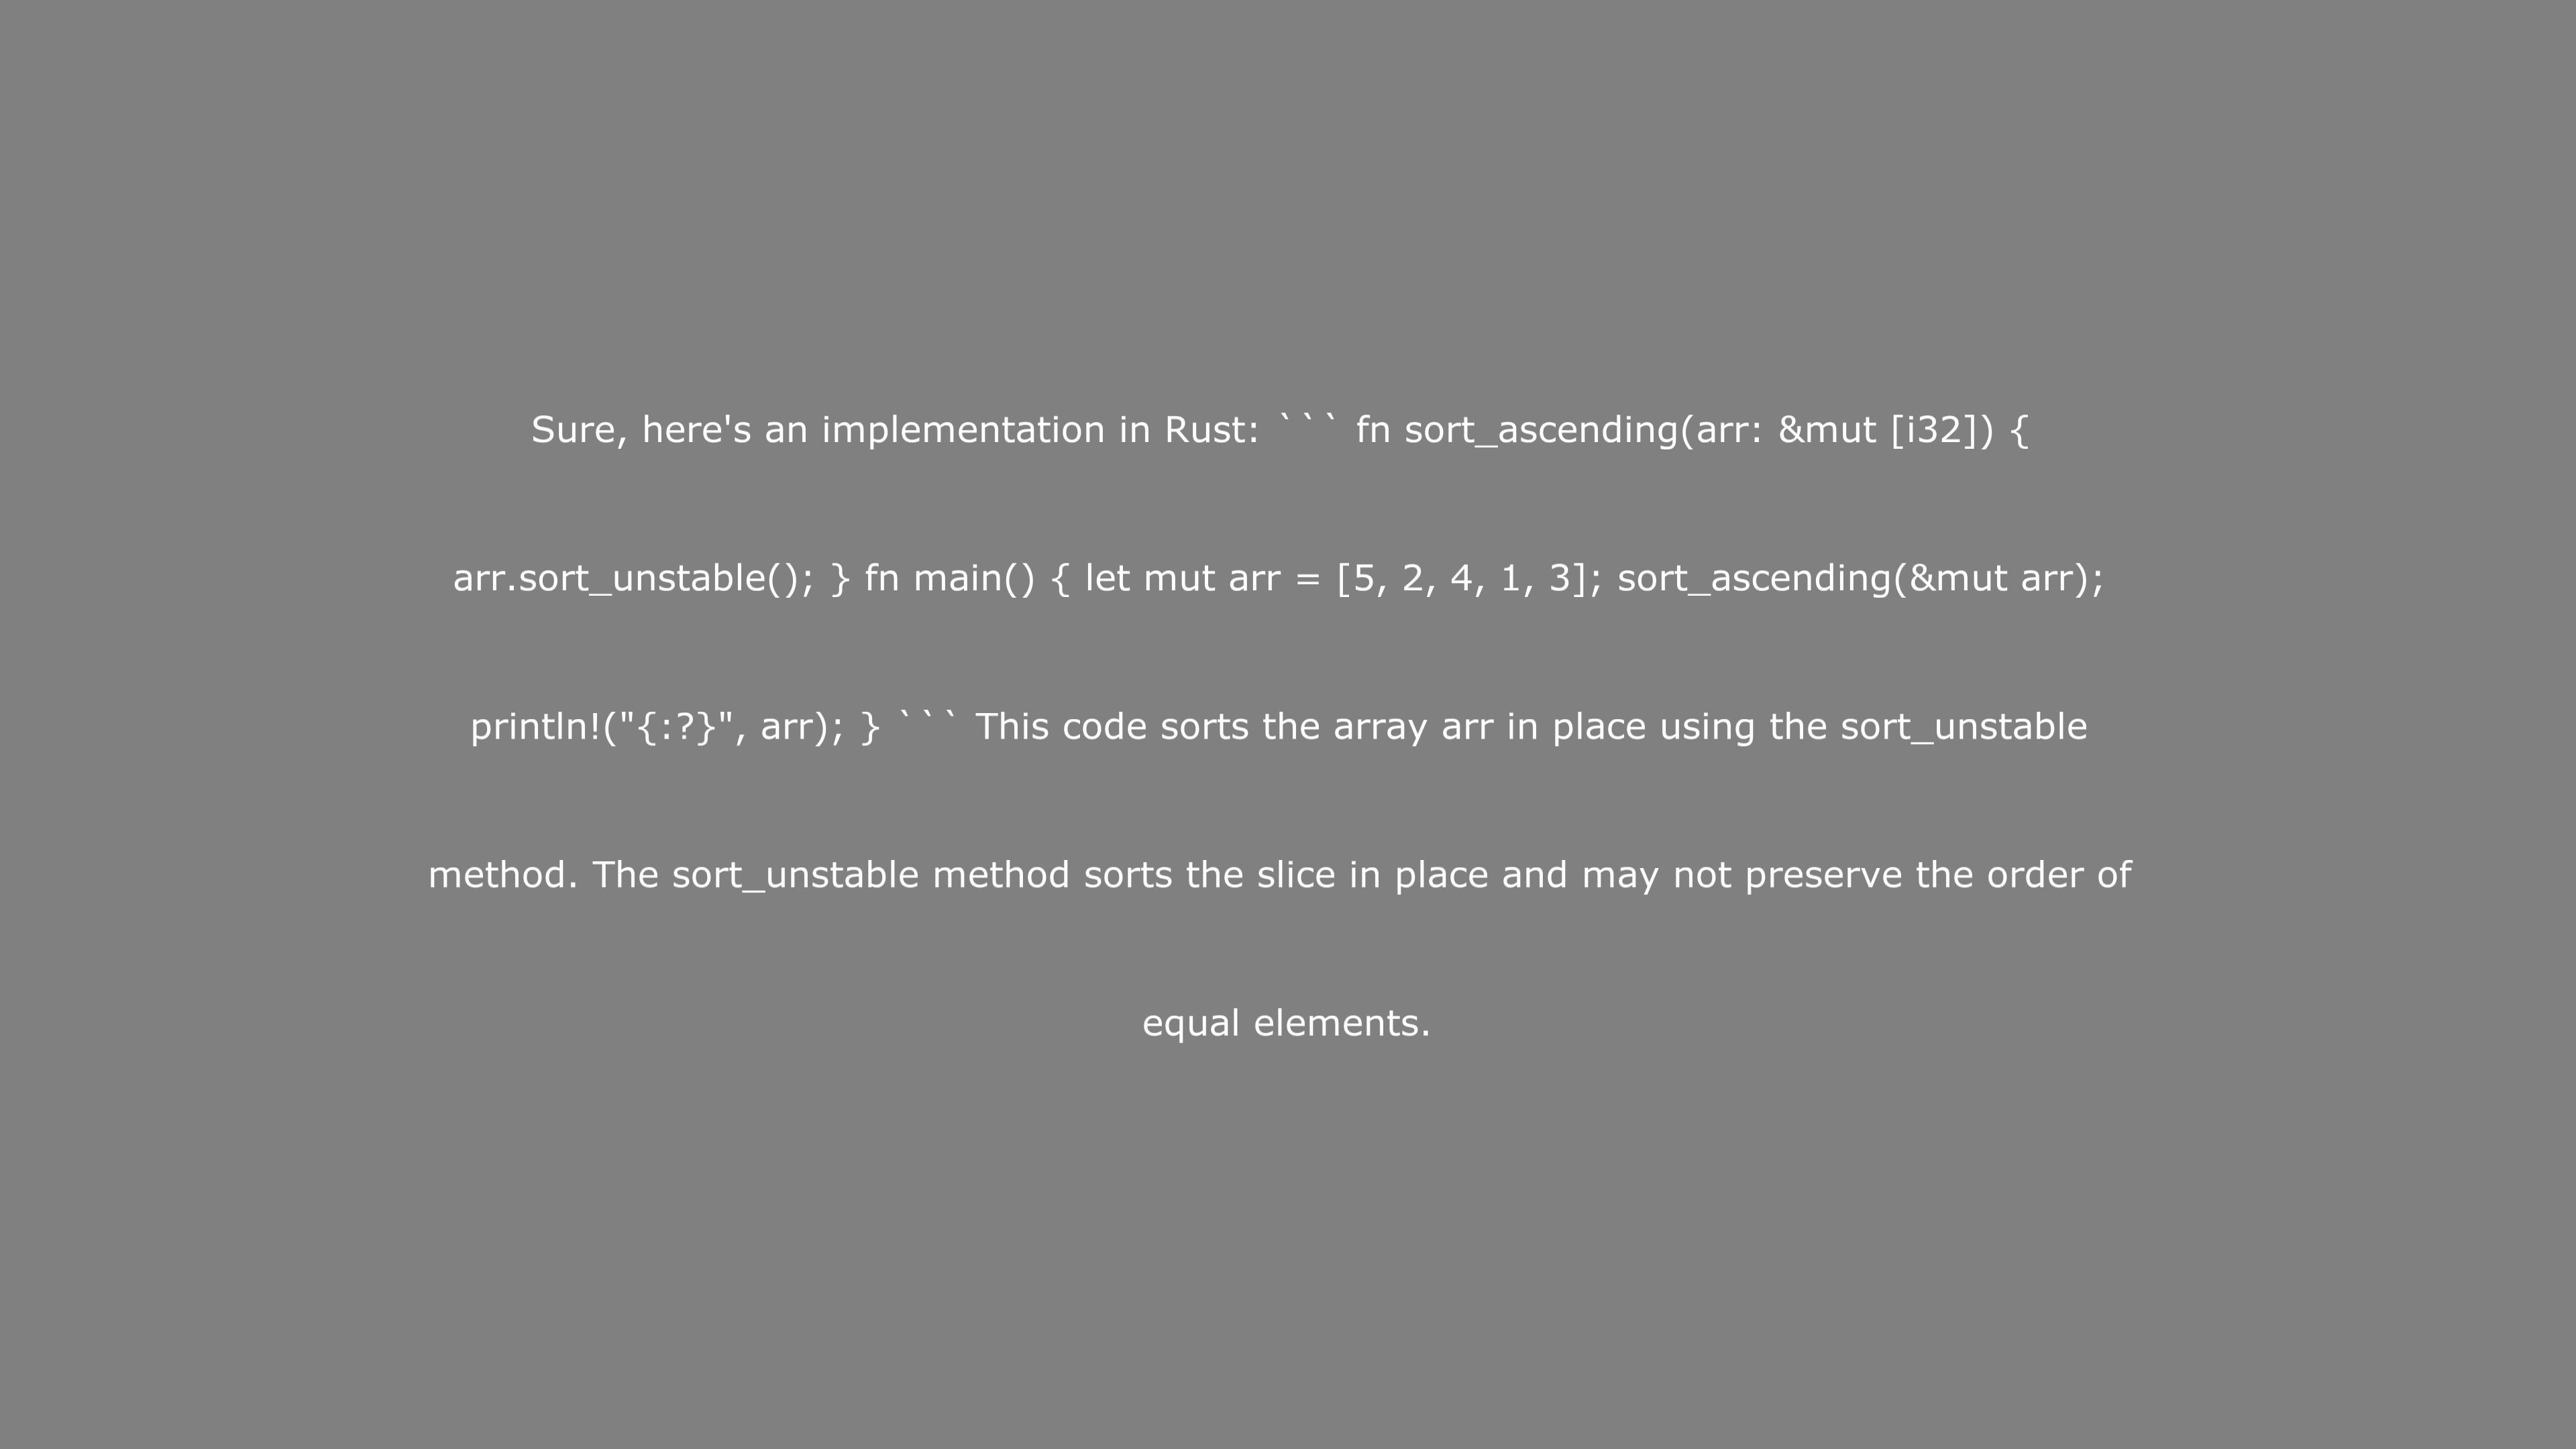 Sure, here's an implementation in Rust: ``` fn sort_ascending(arr: &mut [i32]) {
arr.sort_unstable(); } fn main() { let mut arr = [5, 2, 4, 1, 3]; sort_ascending(&mut arr);
println!("{:?}", arr); } ``` This code sorts the array arr in place using the sort_unstable
method. The sort_unstable method sorts the slice in place and may not preserve the order of
equal elements.